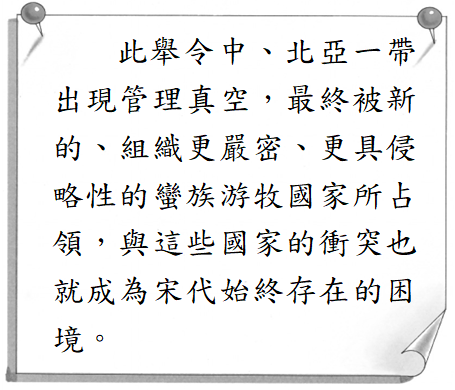 此舉令中、北亞一帶
出現管理真空，最終被新
的、組織更嚴密、更具侵
略性的蠻族游牧國家所占
領，與這些國家的衝突也
就成為宋代始終存在的困
境。